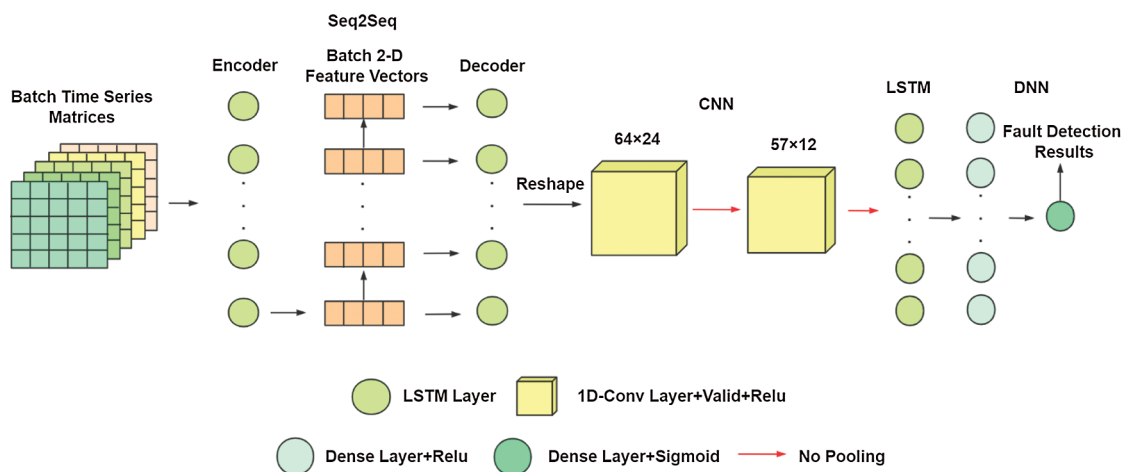 Seq2Seq
Encoder
Batch 2-D
Feature Vectors
Decoder
Batch Time Series
Matrices
Reshape
CNN
64×24
57×12
LSTM
DNN
Fault Detection
Results
LSTM Layer
1D-Conv Layer+Valid+Relu
Dense Layer+Relu
Dense Layer+Sigmoid
No Pooling